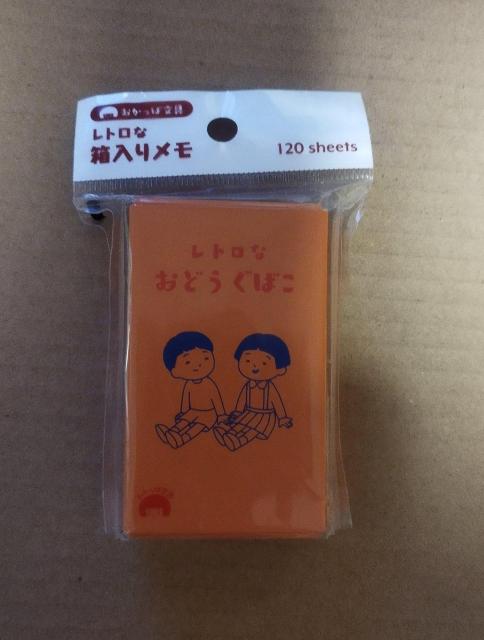 おかっぱ文具
レトロな
箱入りメモ
120 sheets
レトロな
おどうぐばこ